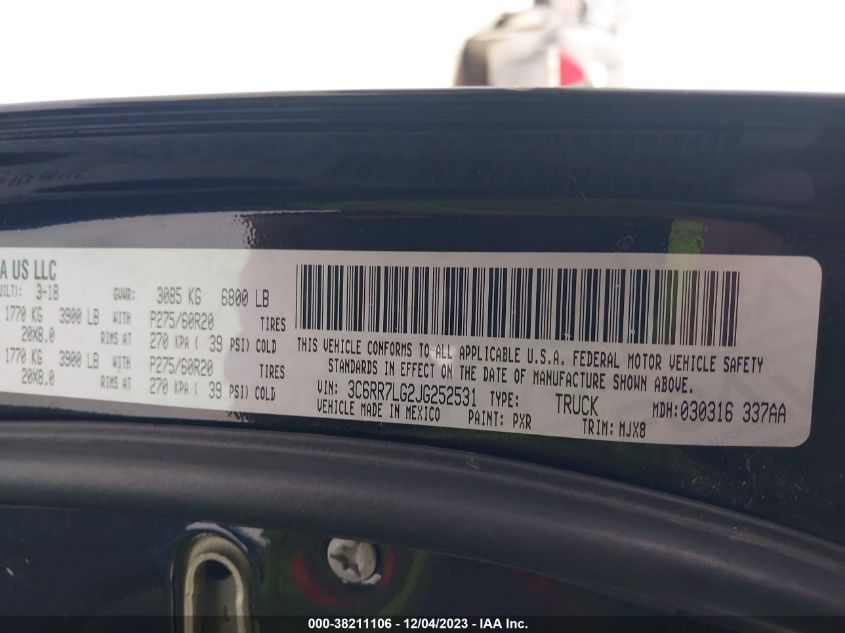 A US LLC
UILT): 3-18 GVWR: 3085 KG 6800 LB
1770 KG 3900 LB WITH P275/60R20 TIRES
20X8.0 RIMS AT 270 KPA ( 39 PSI) COLD
1770 KG 3900 LB WITH P275/60R20 TIRES
20X8.0 RIMS AT 270 KPA ( 39 PSI) COLD
THIS VEHICLE CONFORMS TO ALL APPLICABLE U.S.A. FEDERAL MOTOR VEHICLE SAFETY
STANDARDS IN EFFECT ON THE DATE OF MANUFACTURE SHOWN ABOVE.
VIN: 3C6RR7LG2JG252531 TYPE: TRUCK MDH:030316 337AA
VEHICLE MADE IN MEXICO PAINT: PXR TRIM: MJX8
000-38211106 - 12/04/2023 - IAA Inc.